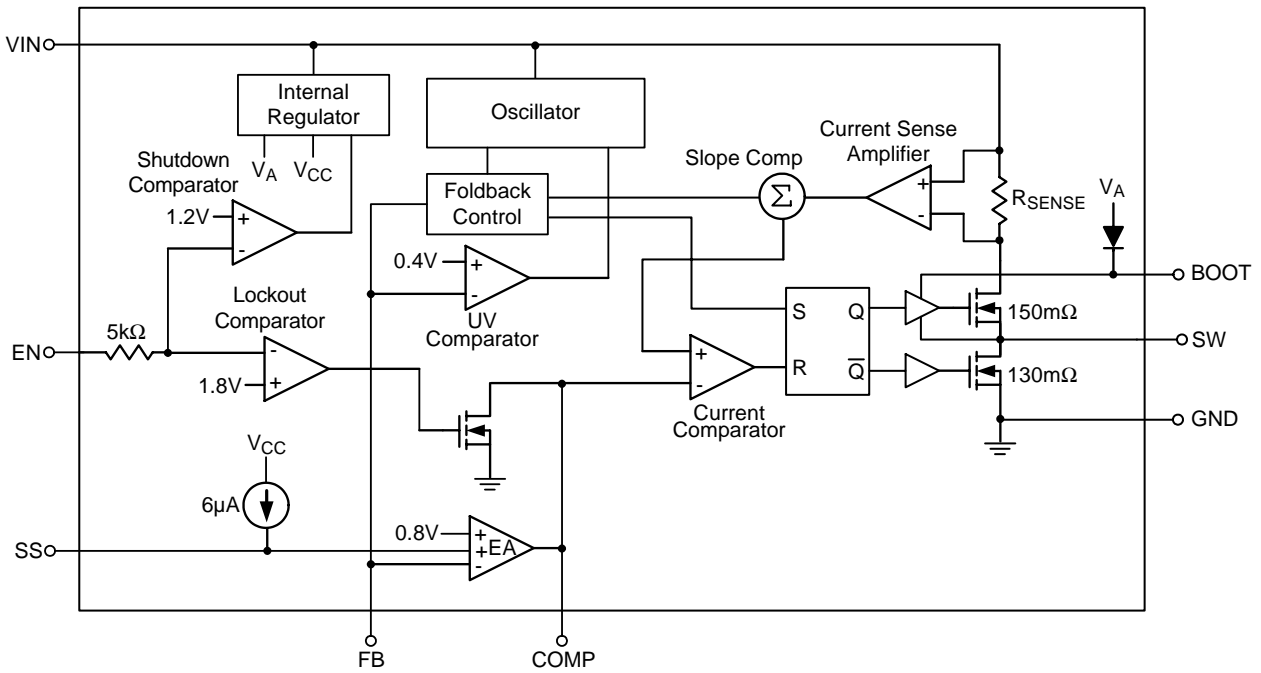 VIN
Internal
Regulator
VA
VCC
Oscillator
Shutdown
Comparator
1.2V
+
-
Foldback
Control
Slope Comp
Σ
Current Sense
Amplifier
+
-
RSENSE
VA
BOOT
0.4V
+
-
UV
Comparator
Lockout
Comparator
5kΩ
EN
-
1.8V
+
S
Q
R
Q̅
150mΩ
SW
130mΩ
+
-
Current
Comparator
GND
VCC
6µA
SS
0.8V
+
+
EA
-
FB
COMP